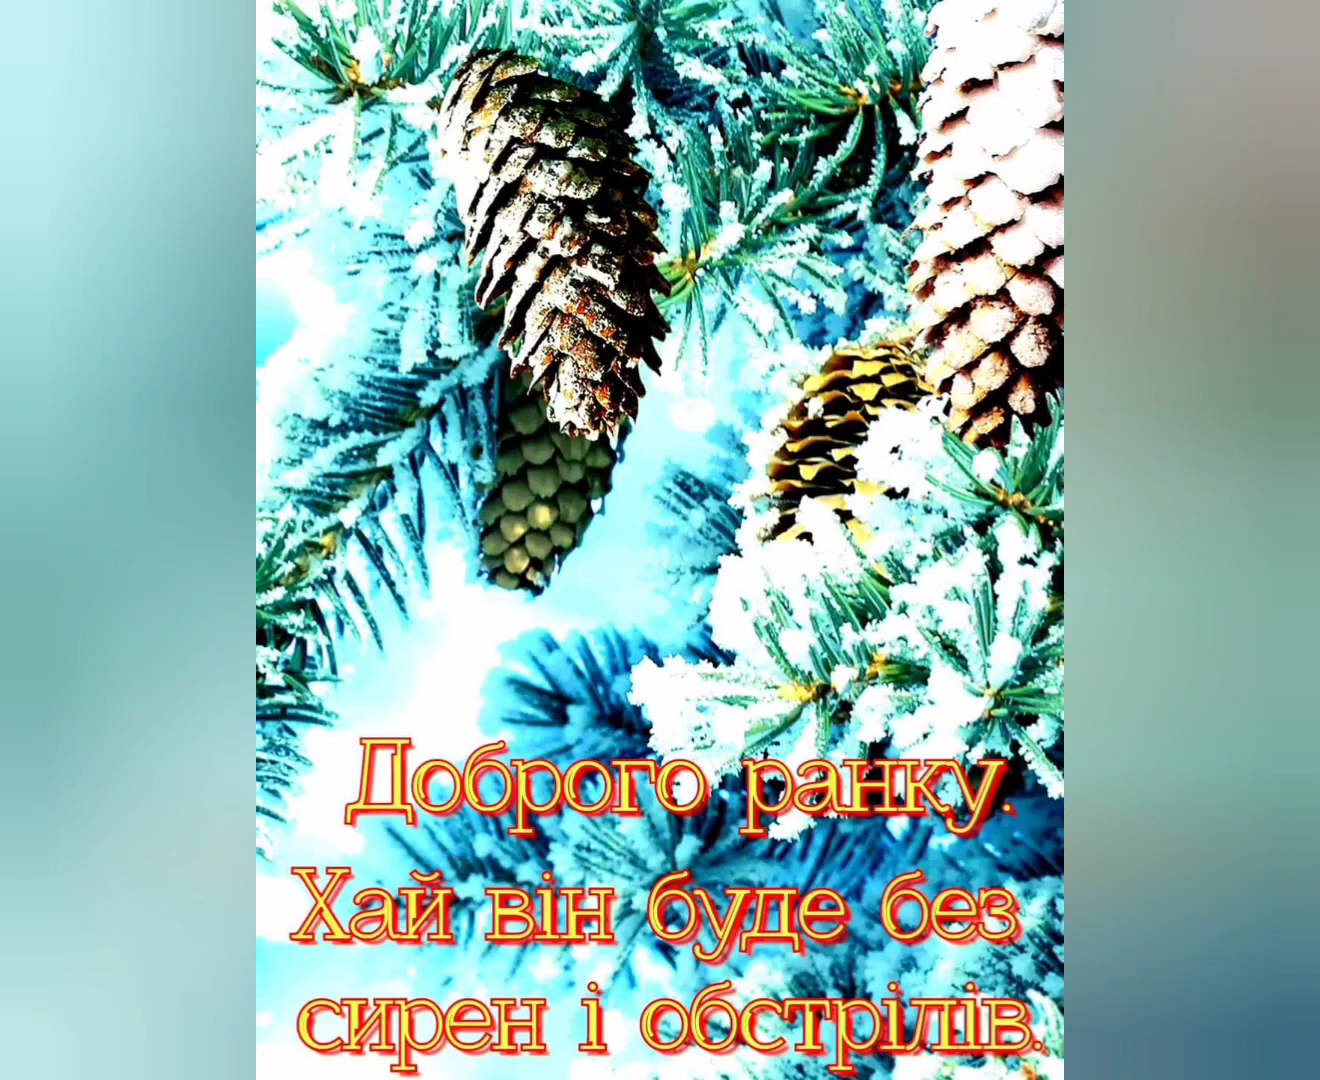 Доброго ранку.
Хай він буде без
сирен і обстрілів.